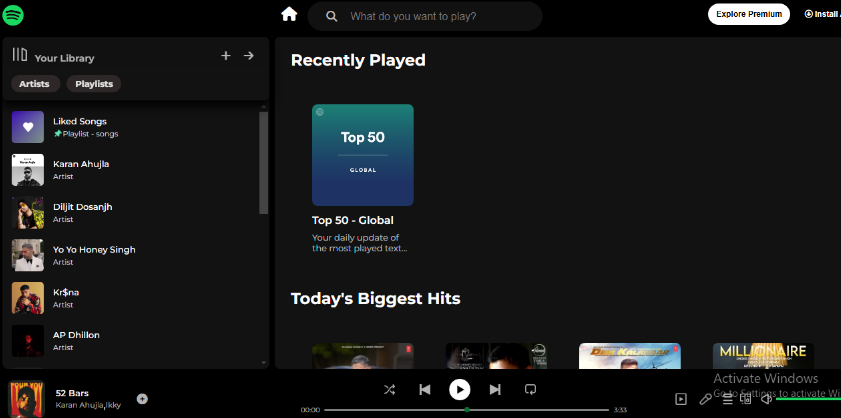 What do you want to play?
Explore Premium
Install
Your Library
Artists
Playlists
Liked Songs
Playlist - songs
Karan Ahujla
Artist
Diljit Dosanjh
Artist
Yo Yo Honey Singh
Artist
Kr$na
Artist
AP Dhillon
Artist
Recently Played
Top 50
GLOBAL
Top 50 - Global
Your daily update of
the most played text...
Today's Biggest Hits
MILLIONAIRE
52 Bars
Karan Ahujla,Ikky
00:00
3:33
Activate Windows
Go to Settings to activate Wi